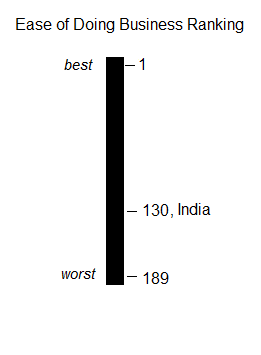 Ease of Doing Business Ranking
best
1
130, India
worst
189